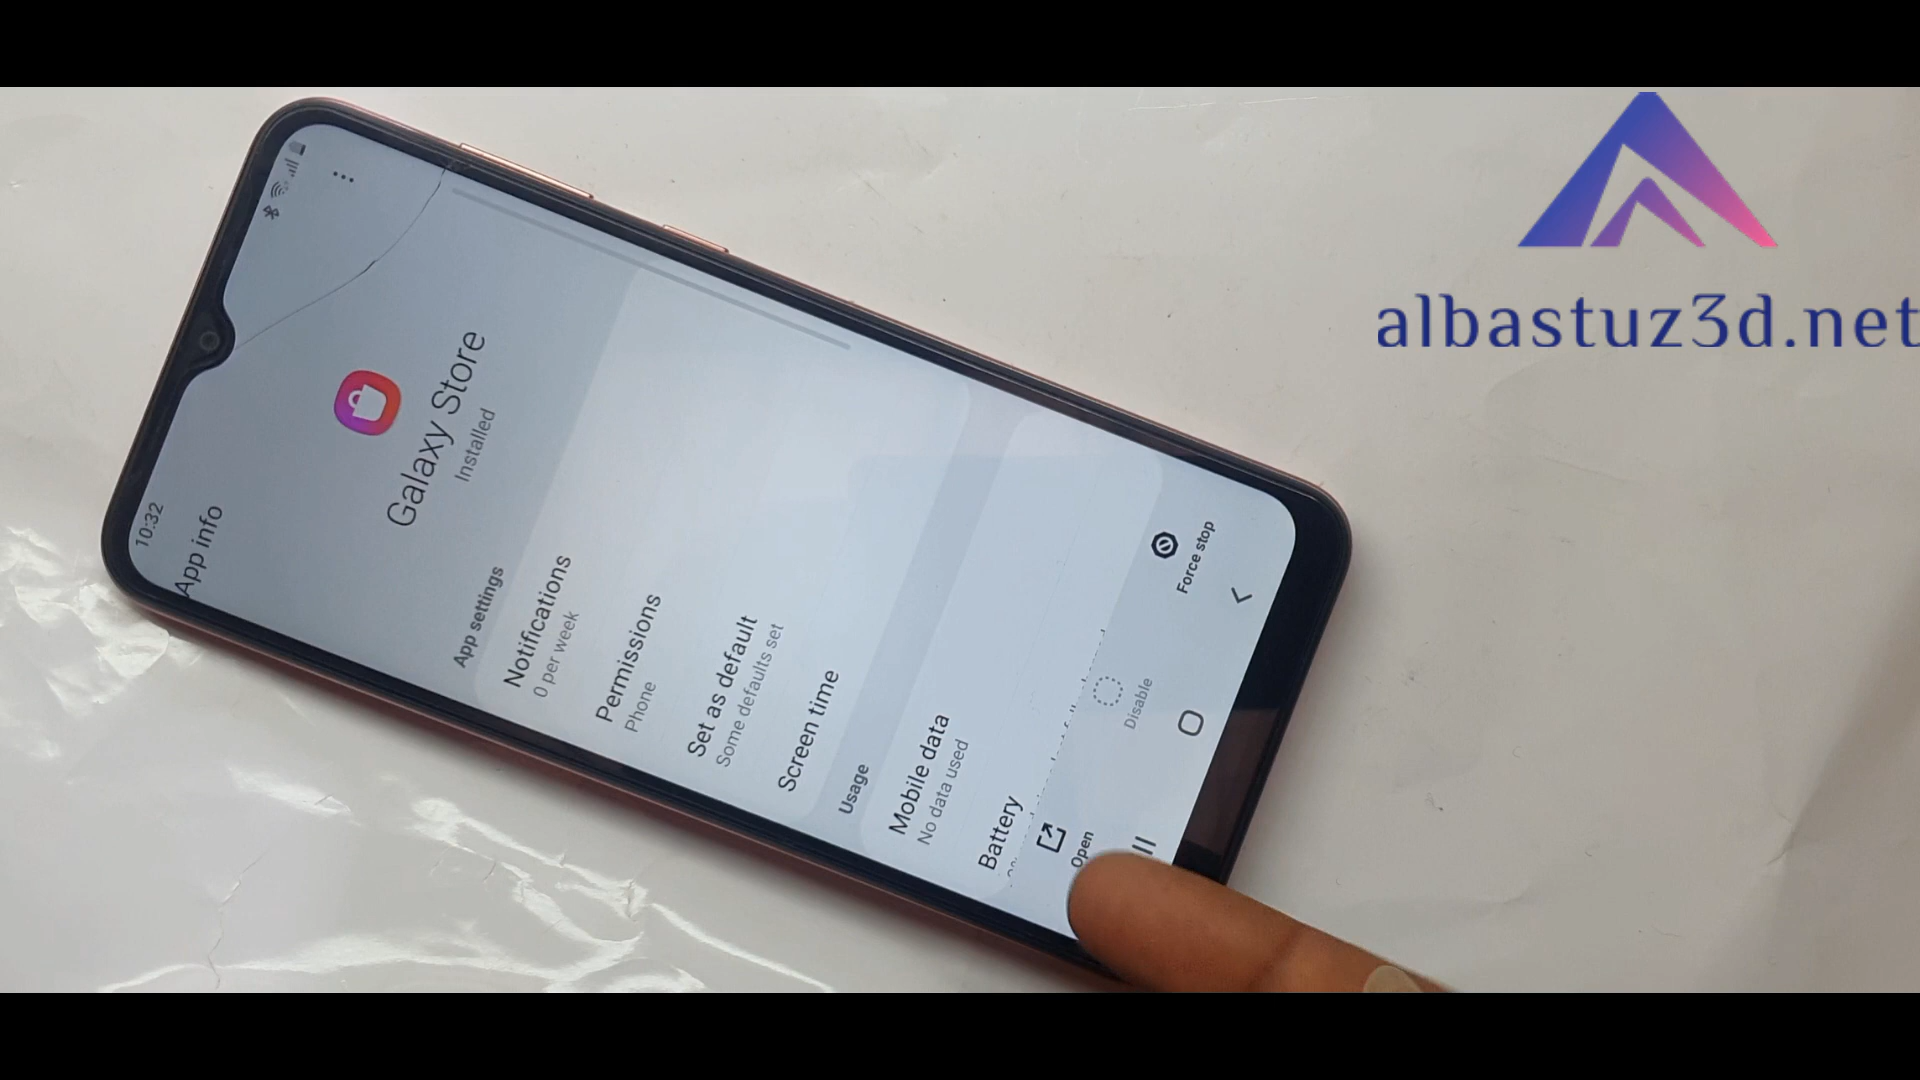 10:32
App info
Galaxy Store
Installed
App settings
Notifications
0 per week
Permissions
Phone
Set as default
Some defaults set
Screen time
Usage
Mobile data
No data used
Battery
Open
Disable
Force stop
albastuz3d.net